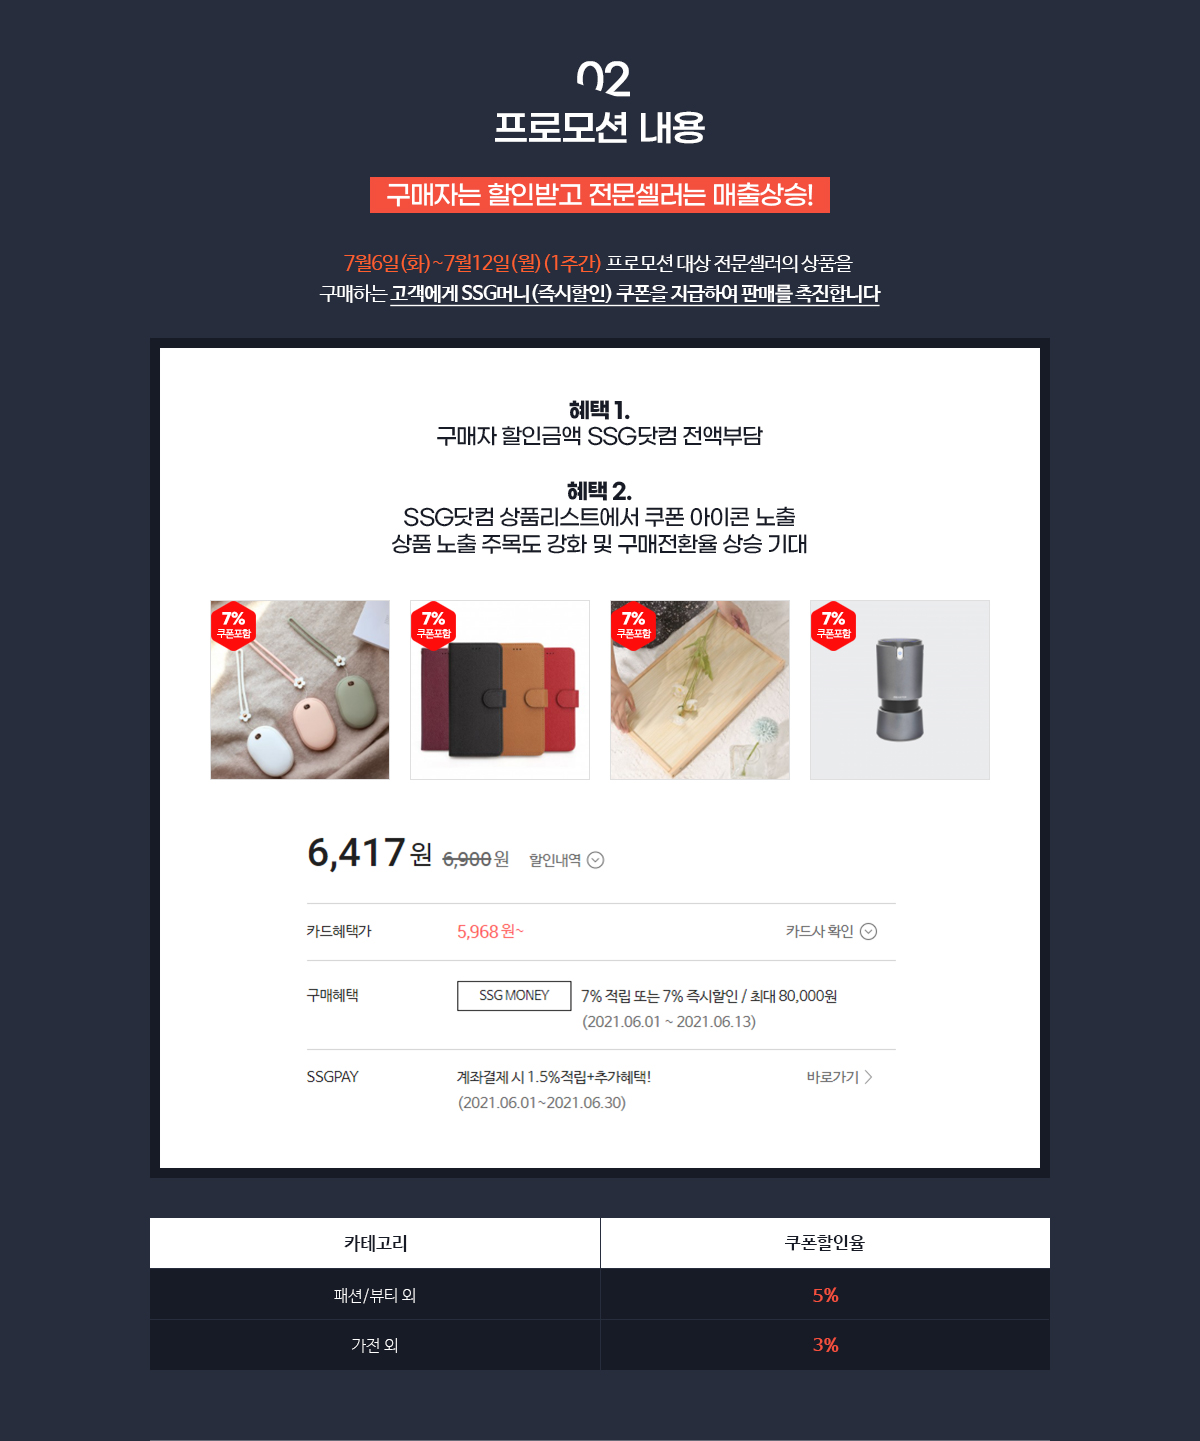 02
프로모션 내용
구매자는 할인받고 전문셀러는 매출상승!
7월6일(화)~7월12일(월)(1주간) 프로모션 대상 전문셀러의 상품을
구매하는 고객에게 SSG머니(즉시할인) 쿠폰을 지급하여 판매를 촉진합니다
혜택 1.
구매자 할인금액 SSG닷컴 전액부담
혜택 2.
SSG닷컴 상품리스트에서 쿠폰 아이콘 노출
상품 노출 주목도 강화 및 구매전환율 상승 기대
7% 7% 7% 7%
쿠폰포함 쿠폰포함 쿠폰포함 쿠폰포함
6,417원 6,900원 할인내역
카드혜택가 5,968원~ 카드사 확인
구매혜택 SSG MONEY 7% 적립 또는 7% 즉시할인 / 최대 80,000원
(2021.06.01 ~ 2021.06.13)
SSGPAY 계좌결제 시 1.5%적립+추가혜택! 바로가기
(2021.06.01~2021.06.30)
카테고리 쿠폰할인율
패션/뷰티 외 5%
가전 외 3%